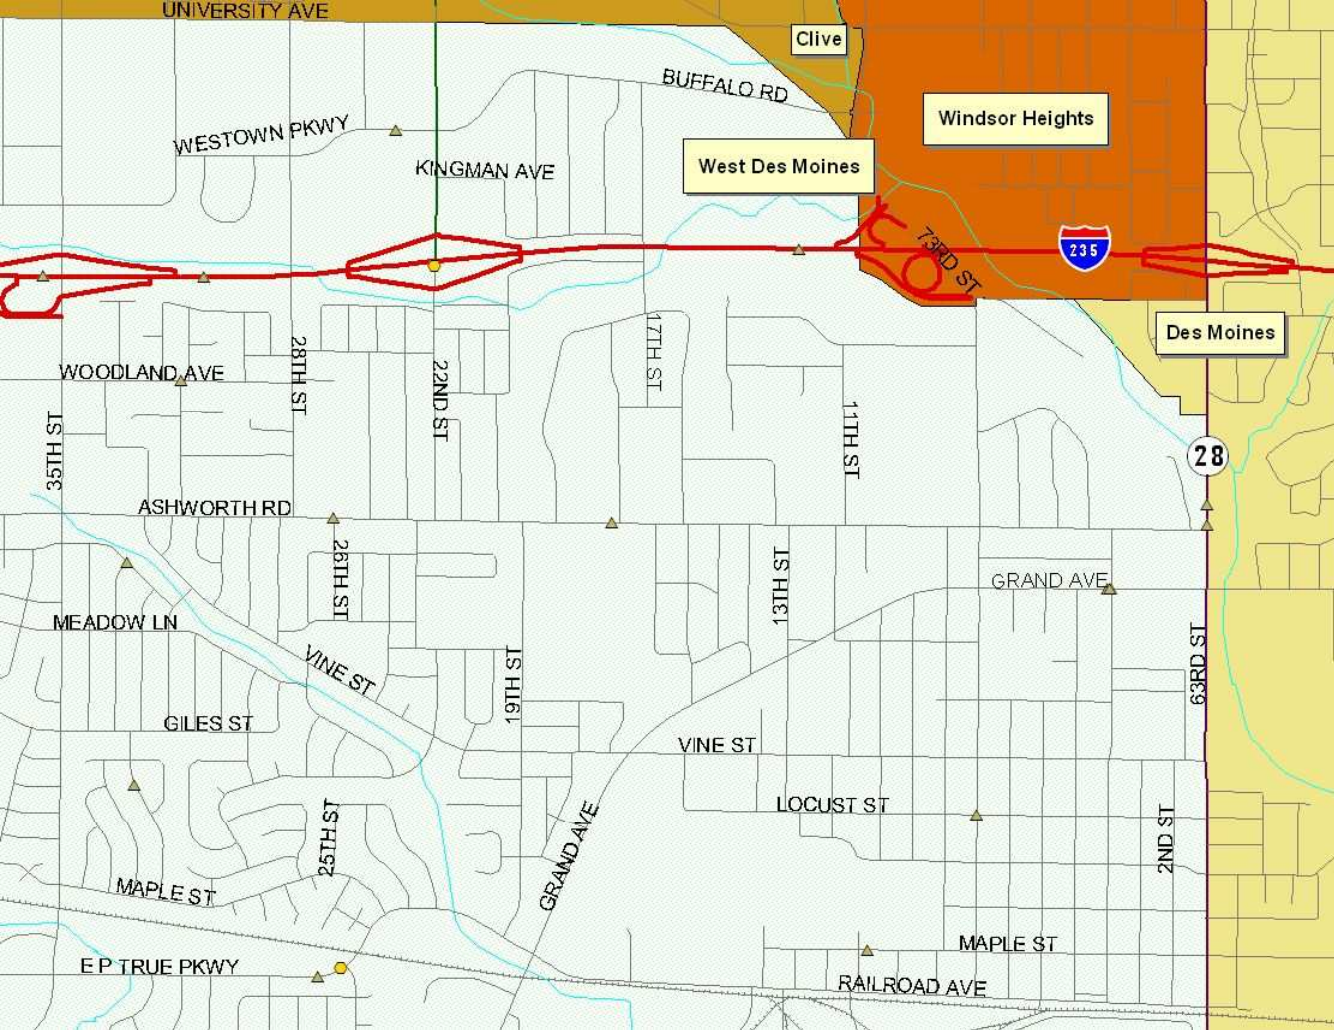 UNIVERSITY AVE
Clive
BUFFALO RD
Windsor Heights
WESTOWN PKWY
KINGMAN AVE
West Des Moines
73RD ST
235
Des Moines
17TH ST
28TH ST
WOODLAND AVE
22ND ST
11TH ST
35TH ST
28
ASHWORTH RD
26TH ST
13TH ST
GRAND AVE
MEADOW LN
VINE ST
19TH ST
63RD ST
GILES ST
VINE ST
LOCUST ST
25TH ST
GRAND AVE
2ND ST
MAPLE ST
MAPLE ST
E P TRUE PKWY
RAILROAD AVE